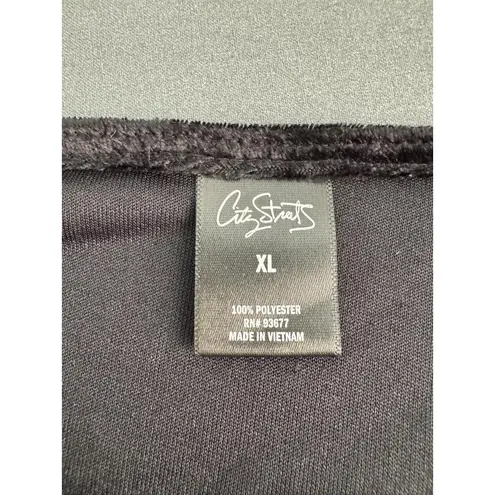 City Streets
XL
100% POLYESTER
RN# 93677
MADE IN VIETNAM